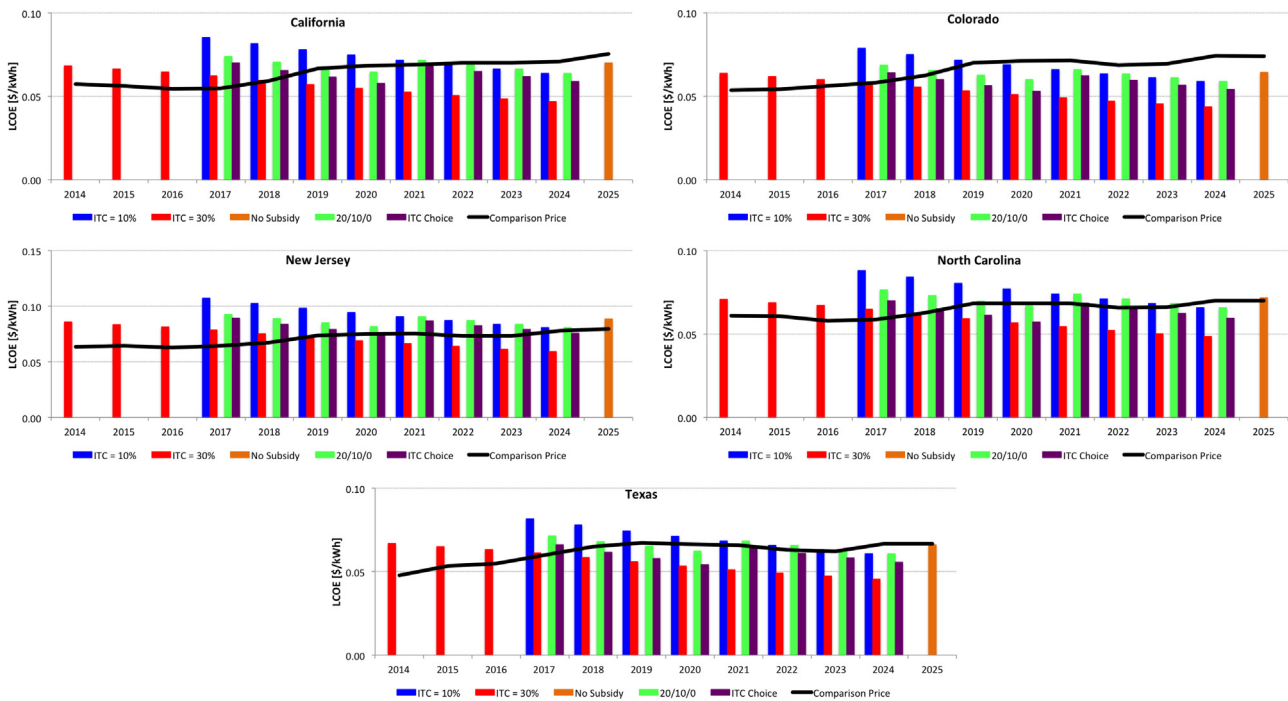 California
LCOE [$/kWh]
0.10
0.05
0.00
2014 2015 2016 2017 2018 2019 2020 2021 2022 2023 2024 2025
ITC = 10% ITC = 30% No Subsidy 20/10/0 ITC Choice Comparison Price
Colorado
LCOE [$/kWh]
0.10
0.05
0.00
2014 2015 2016 2017 2018 2019 2020 2021 2022 2023 2024 2025
ITC = 10% ITC = 30% No Subsidy 20/10/0 ITC Choice Comparison Price
New Jersey
LCOE [$/kWh]
0.15
0.10
0.05
0.00
2014 2015 2016 2017 2018 2019 2020 2021 2022 2023 2024 2025
ITC = 10% ITC = 30% No Subsidy 20/10/0 ITC Choice Comparison Price
North Carolina
LCOE [$/kWh]
0.10
0.05
0.00
2014 2015 2016 2017 2018 2019 2020 2021 2022 2023 2024 2025
ITC = 10% ITC = 30% No Subsidy 20/10/0 ITC Choice Comparison Price
Texas
LCOE [$/kWh]
0.10
0.05
0.00
2014 2015 2016 2017 2018 2019 2020 2021 2022 2023 2024 2025
ITC = 10% ITC = 30% No Subsidy 20/10/0 ITC Choice Comparison Price